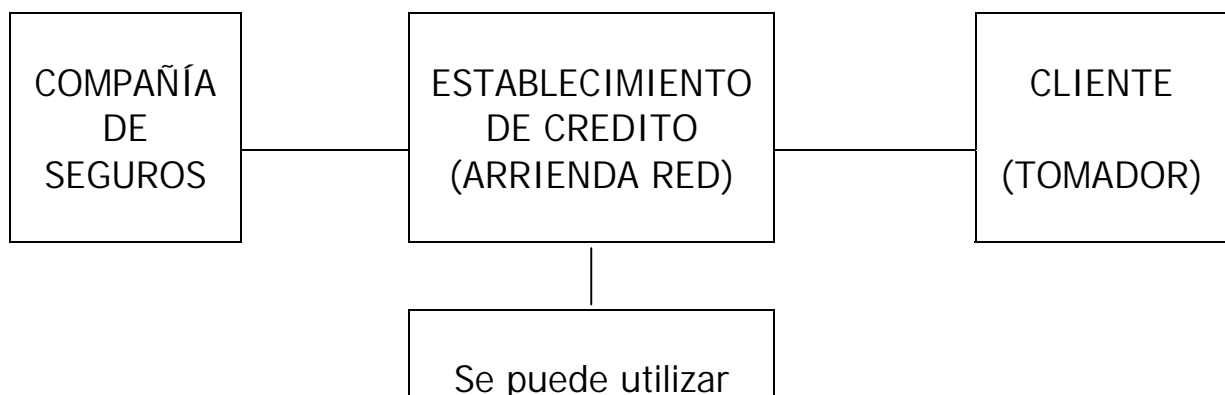 COMPAÑÍA
DE
SEGUROS
ESTABLECIMIENTO
DE CREDITO
(ARRIENDA RED)
CLIENTE
(TOMADOR)
Se puede utilizar